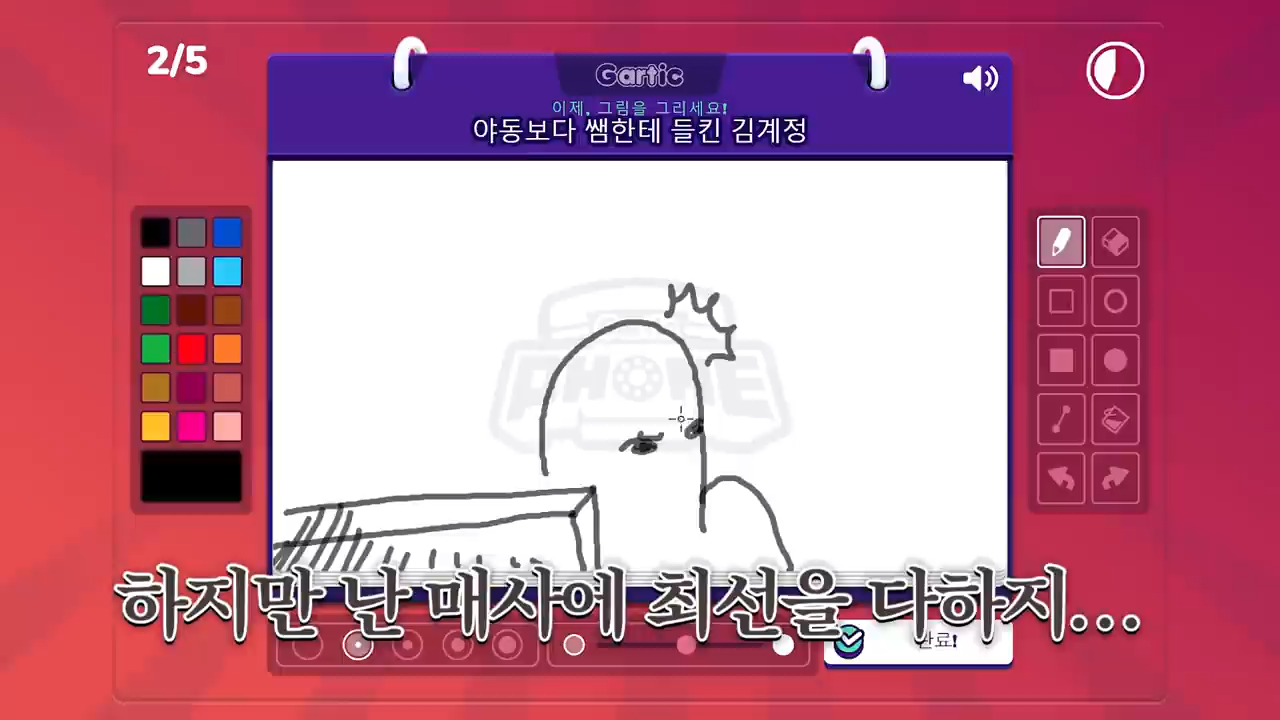 2/5
Gartic
이제, 그림을 그리세요!
야동보다 쌤한테 들킨 김계정
PHONE
하지만 난 매사에 최선을 다하지...
완료!